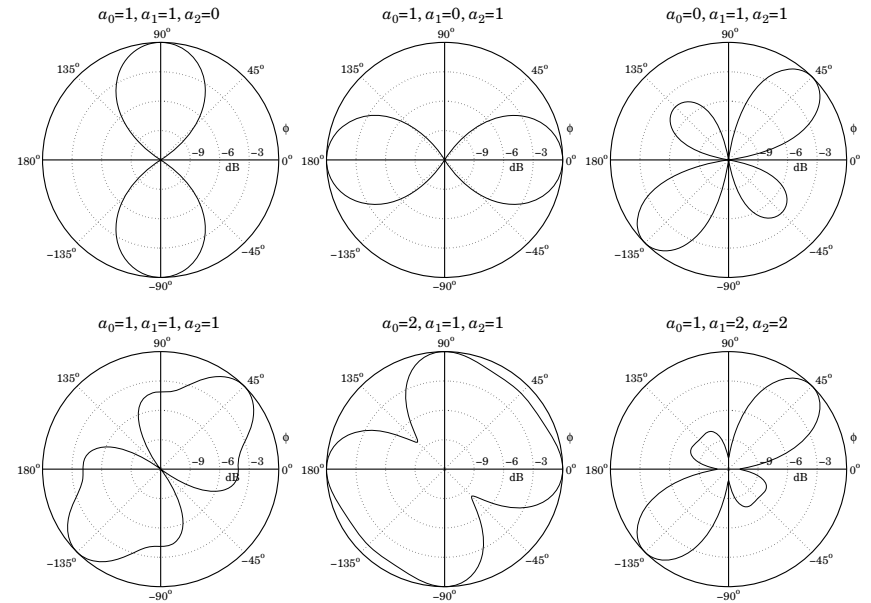 a₀=1, a₁=1, a₂=0
90°
135° 45°
ϕ
180° −9 −6 −3 0°
dB
−135° −45°
−90°
a₀=1, a₁=0, a₂=1
90°
135° 45°
ϕ
180° −9 −6 −3 0°
dB
−135° −45°
−90°
a₀=0, a₁=1, a₂=1
90°
135° 45°
ϕ
180° −9 −6 −3 0°
dB
−135° −45°
−90°
a₀=1, a₁=1, a₂=1
90°
135° 45°
ϕ
180° −9 −6 −3 0°
dB
−135° −45°
−90°
a₀=2, a₁=1, a₂=1
90°
135° 45°
ϕ
180° −9 −6 −3 0°
dB
−135° −45°
−90°
a₀=1, a₁=2, a₂=2
90°
135° 45°
ϕ
180° −9 −6 −3 0°
dB
−135° −45°
−90°